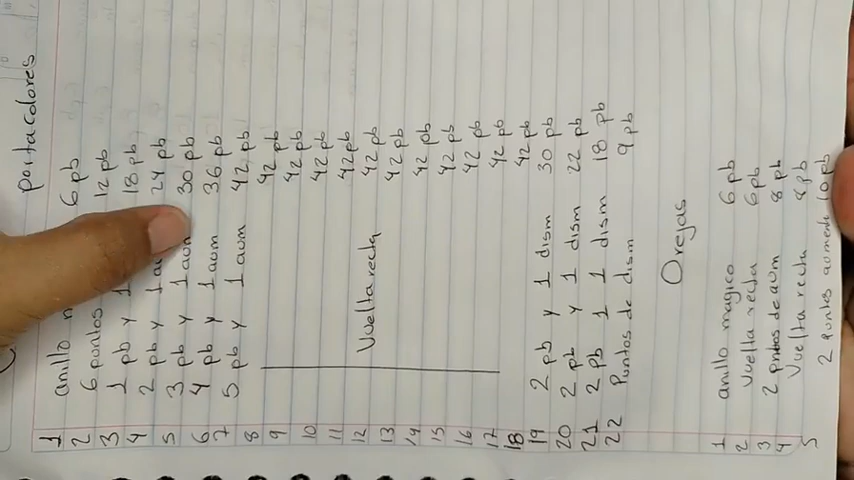 portacolores
1 anillo 6 pb
2 6 puntos 12 pb
3 1 pb y 1 18 pb
4 2 pb y 1 24 pb
5 3 pb y 1 aum 30 pb
6 4 pb y 1 aum 36 pb
7 5 pb y 1 aum 42 pb
8 42 pb
9 42 pb
10 42 pb
11 42 pb
12 Vuelta recta 42 pb
13 42 pb
14 42 pb
15 42 pb
16 42 pb
17 42 pb
18 42 pb
19 2 pb y 1 dism 30 pb
20 2 pb y 1 dism 22 pb
21 2 pb 1 1 dism 18 pb
22 Puntos de dism 9 pb
Orejas
1 anillo magico 6 pb
2 Vuelta recta 6 pb
3 2 puntos de aum 8 pb
4 Vuelta recta 8 pb
5 2 puntos aumento 10 pb